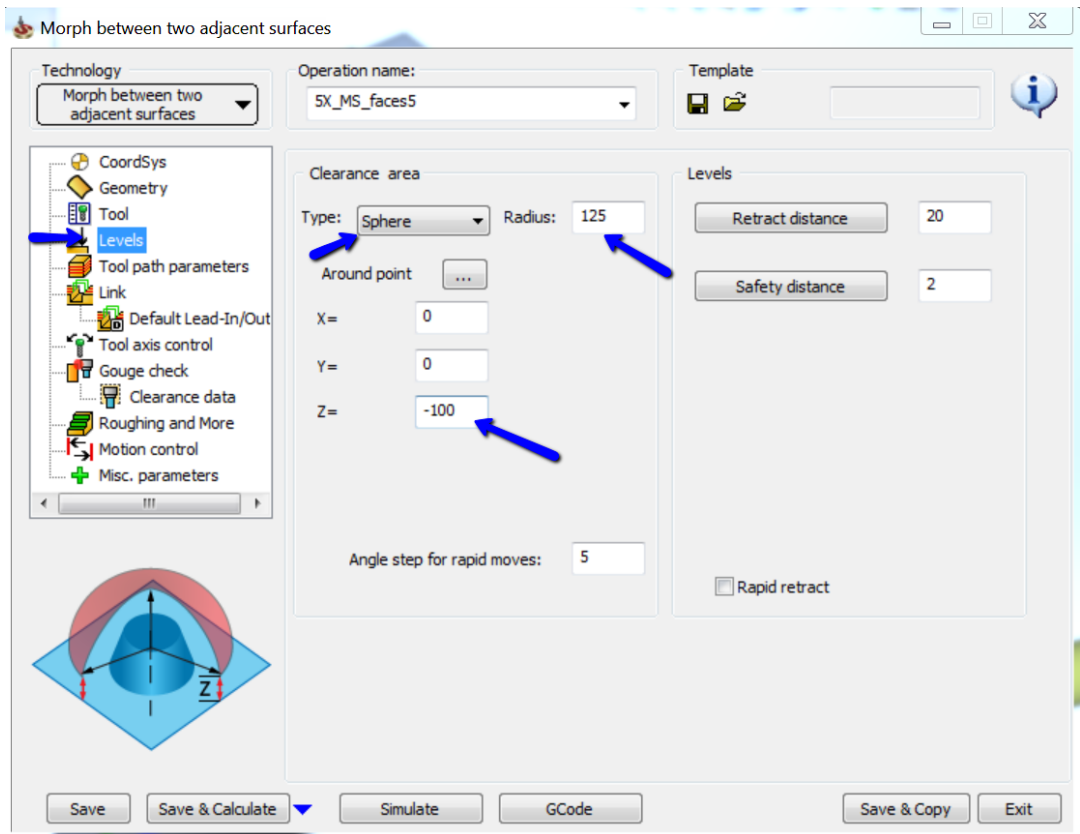 Morph between two adjacent surfaces
Technology
Morph between two
adjacent surfaces
Operation name:
5X_MS_faces5
Template
CoordSys
Geometry
Tool
Levels
Tool path parameters
Link
Default Lead-In/Out
Tool axis control
Gouge check
Clearance data
Roughing and More
Motion control
Misc. parameters
Clearance area
Type: Sphere Radius: 125
Around point ...
X= 0
Y= 0
Z= -100
Angle step for rapid moves: 5
Levels
Retract distance 20
Safety distance 2
Rapid retract
Z
Save Save & Calculate Simulate GCode Save & Copy Exit